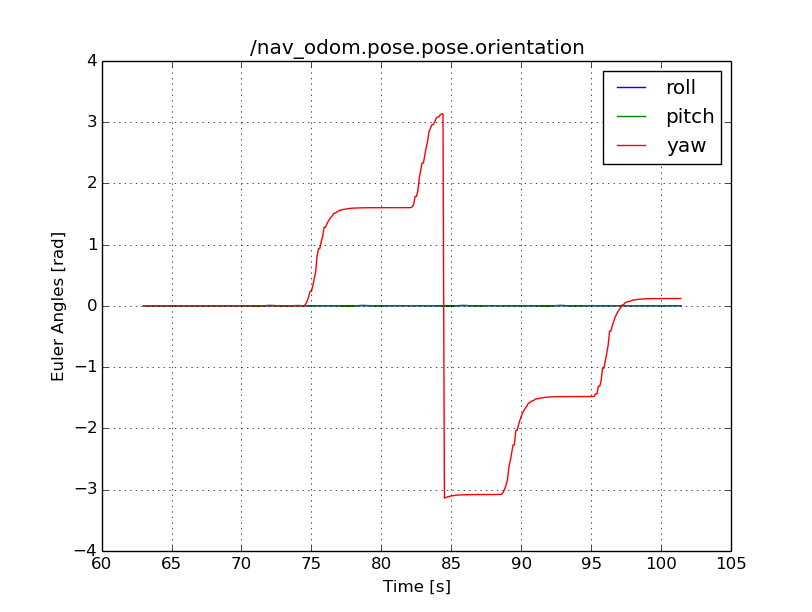 /nav_odom.pose.pose.orientation
roll
pitch
yaw
Euler Angles [rad]
4
3
2
1
0
−1
−2
−3
−4
60 65 70 75 80 85 90 95 100 105
Time [s]